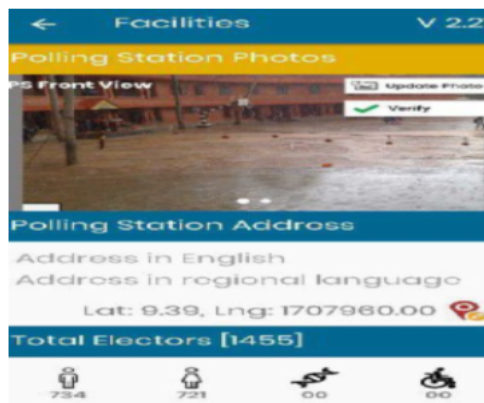 ← Facilities V 2.2
Polling Station Photos
PS Front View Update Photo
Verify
Polling Station Address
Address in English
Address in regional language
Lat: 9.39, Lng: 1707960.00
Total Electors [1455]
734 721 00 00